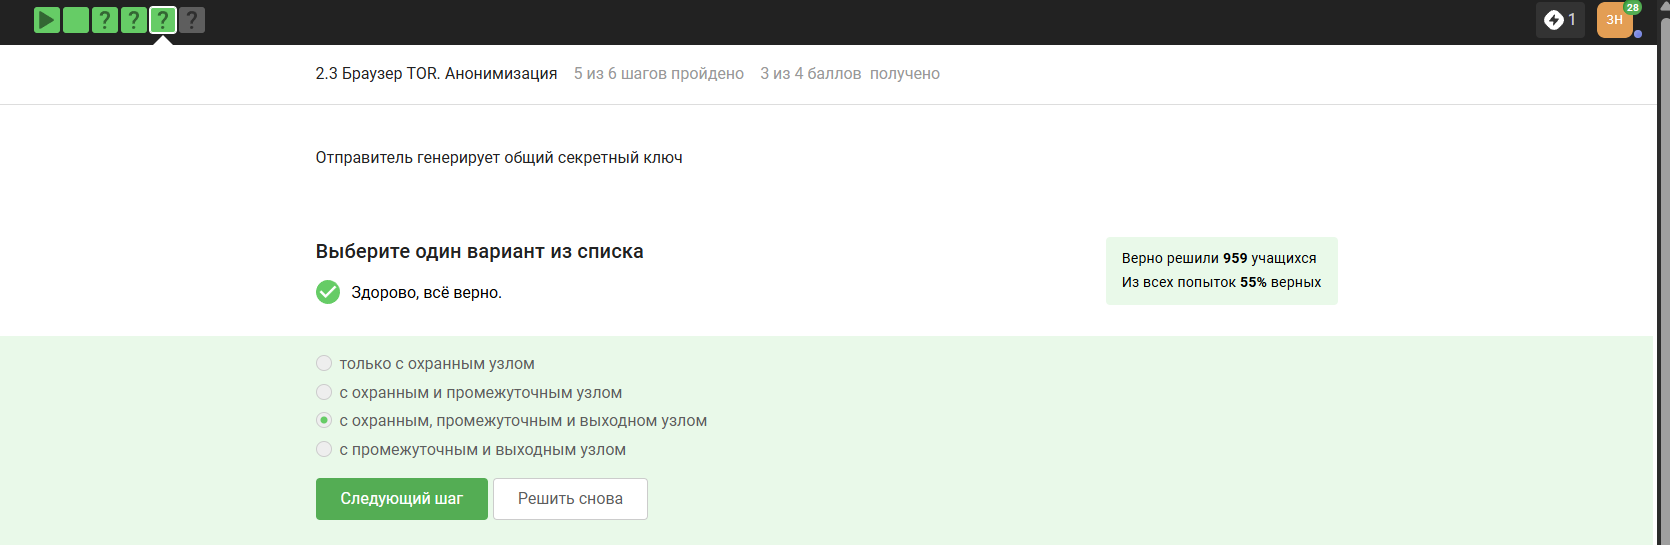 ? ? ? ?
1
ЗН
28
2.3 Браузер TOR. Анонимизация 5 из 6 шагов пройдено 3 из 4 баллов получено
Отправитель генерирует общий секретный ключ
Выберите один вариант из списка
Верно решили 959 учащихся
Из всех попыток 55% верных
Здорово, всё верно.
только с охранным узлом
с охранным и промежуточным узлом
с охранным, промежуточным и выходном узлом
с промежуточным и выходным узлом
Следующий шаг
Решить снова